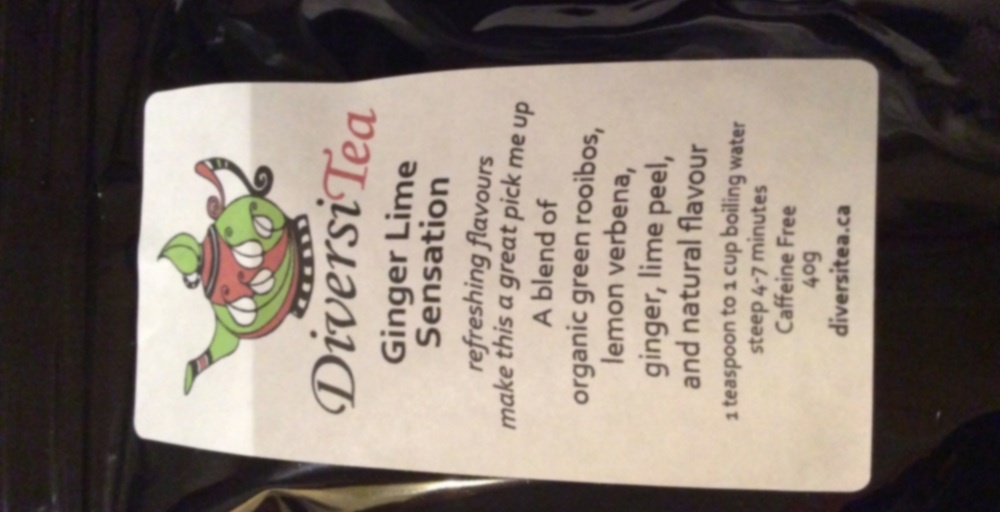 DiversiTea
Ginger Lime
Sensation
refreshing flavours
make this a great pick me up
A blend of
organic green rooibos,
lemon verbena,
ginger, lime peel,
and natural flavour
1 teaspoon to 1 cup boiling water
steep 4-7 minutes
Caffeine Free
40g
diversitea.ca